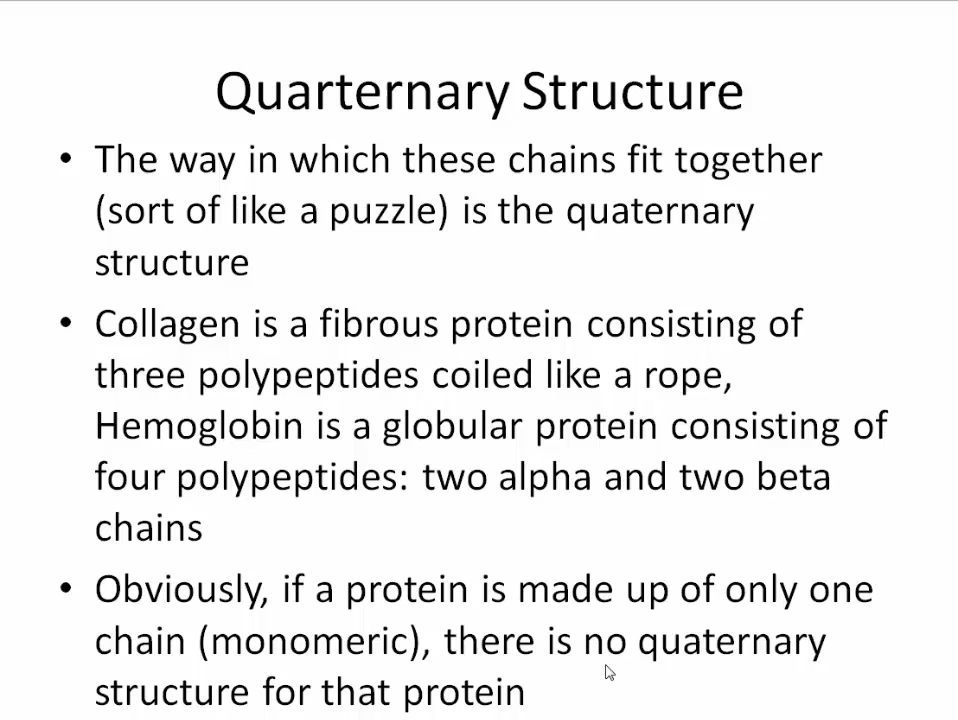 Quarternary Structure
• The way in which these chains fit together
(sort of like a puzzle) is the quaternary
structure
• Collagen is a fibrous protein consisting of
three polypeptides coiled like a rope,
Hemoglobin is a globular protein consisting of
four polypeptides: two alpha and two beta
chains
• Obviously, if a protein is made up of only one
chain (monomeric), there is no quaternary
structure for that protein